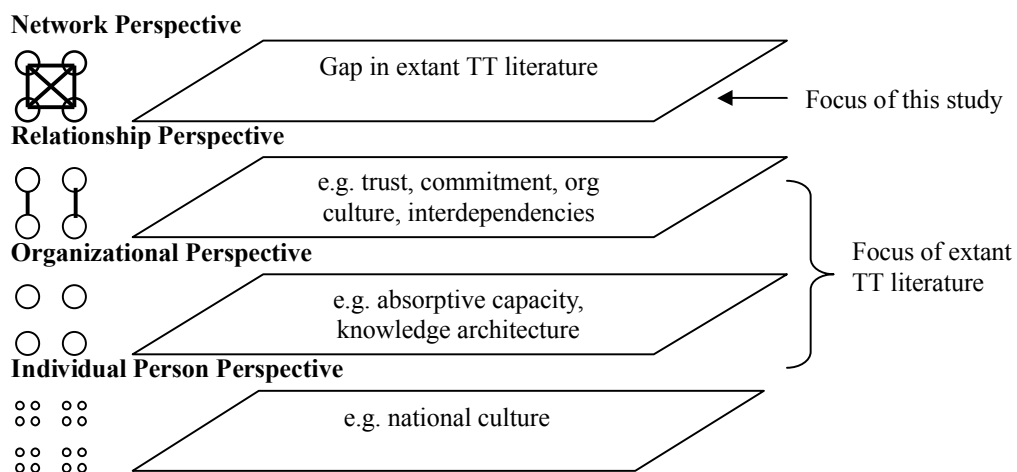 Network Perspective
Gap in extant TT literature
Focus of this study
Relationship Perspective
e.g. trust, commitment, org
culture, interdependencies
Organizational Perspective
Focus of extant
TT literature
e.g. absorptive capacity,
knowledge architecture
Individual Person Perspective
e.g. national culture